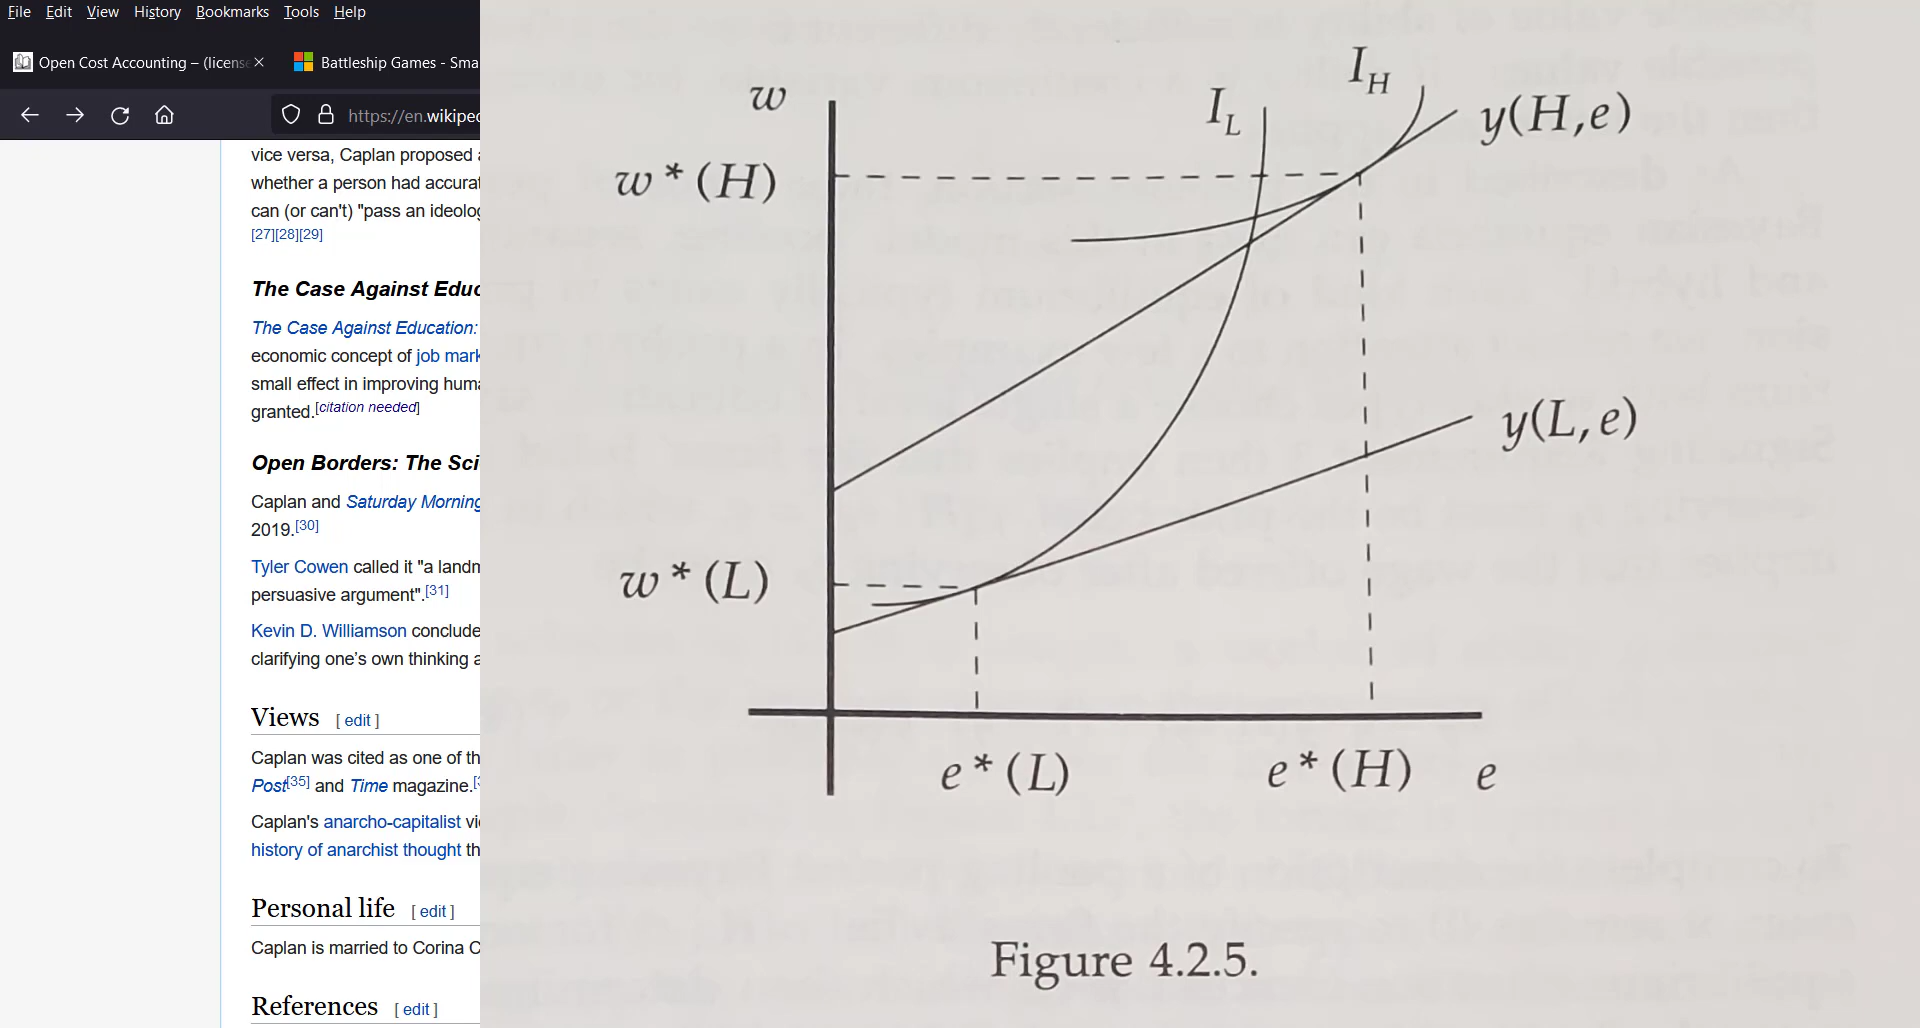 File Edit View History Bookmarks Tools Help
Open Cost Accounting – (license
Battleship Games - Sma
https://en.wikiped
vice versa, Caplan proposed
whether a person had accurat
can (or can't) "pass an ideolog
[27][28][29]
The Case Against Educ
The Case Against Education:
economic concept of job mark
small effect in improving huma
granted.[citation needed]
Open Borders: The Sci
Caplan and Saturday Morning
2019.[30]
Tyler Cowen called it "a landm
persuasive argument".[31]
Kevin D. Williamson conclude
clarifying one’s own thinking a
Views [ edit ]
Caplan was cited as one of th
Post[35] and Time magazine.[
Caplan's anarcho-capitalist vi
history of anarchist thought th
Personal life [ edit ]
Caplan is married to Corina C
References [ edit ]
w
I_L
I_H
y(H,e)
w*(H)
y(L,e)
w*(L)
e*(L) e*(H) e
Figure 4.2.5.